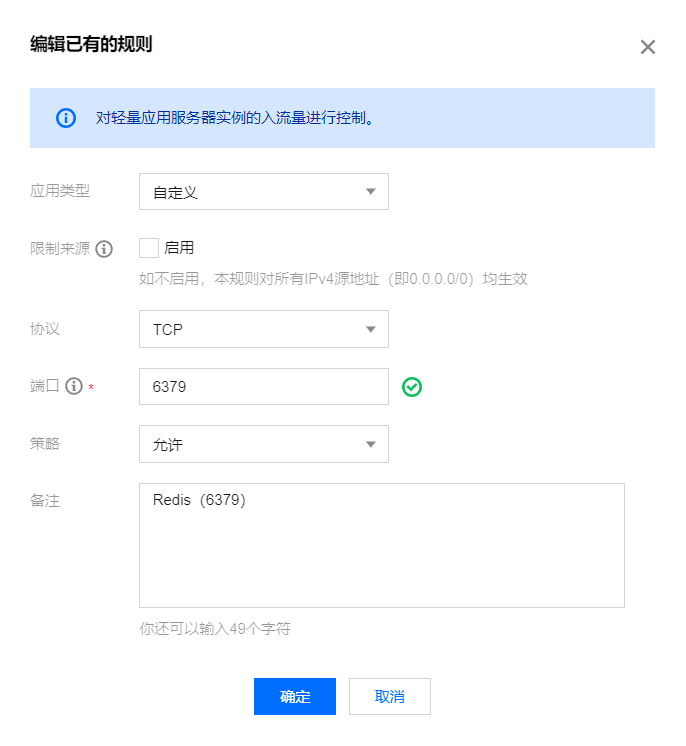 编辑已有的规则
对轻量应用服务器实例的入流量进行控制。
应用类型
自定义
限制来源
启用
如不启用，本规则对所有IPv4源地址（即0.0.0.0/0）均生效
协议
TCP
端口 *
6379
策略
允许
备注
Redis（6379）
你还可以输入49个字符
确定
取消